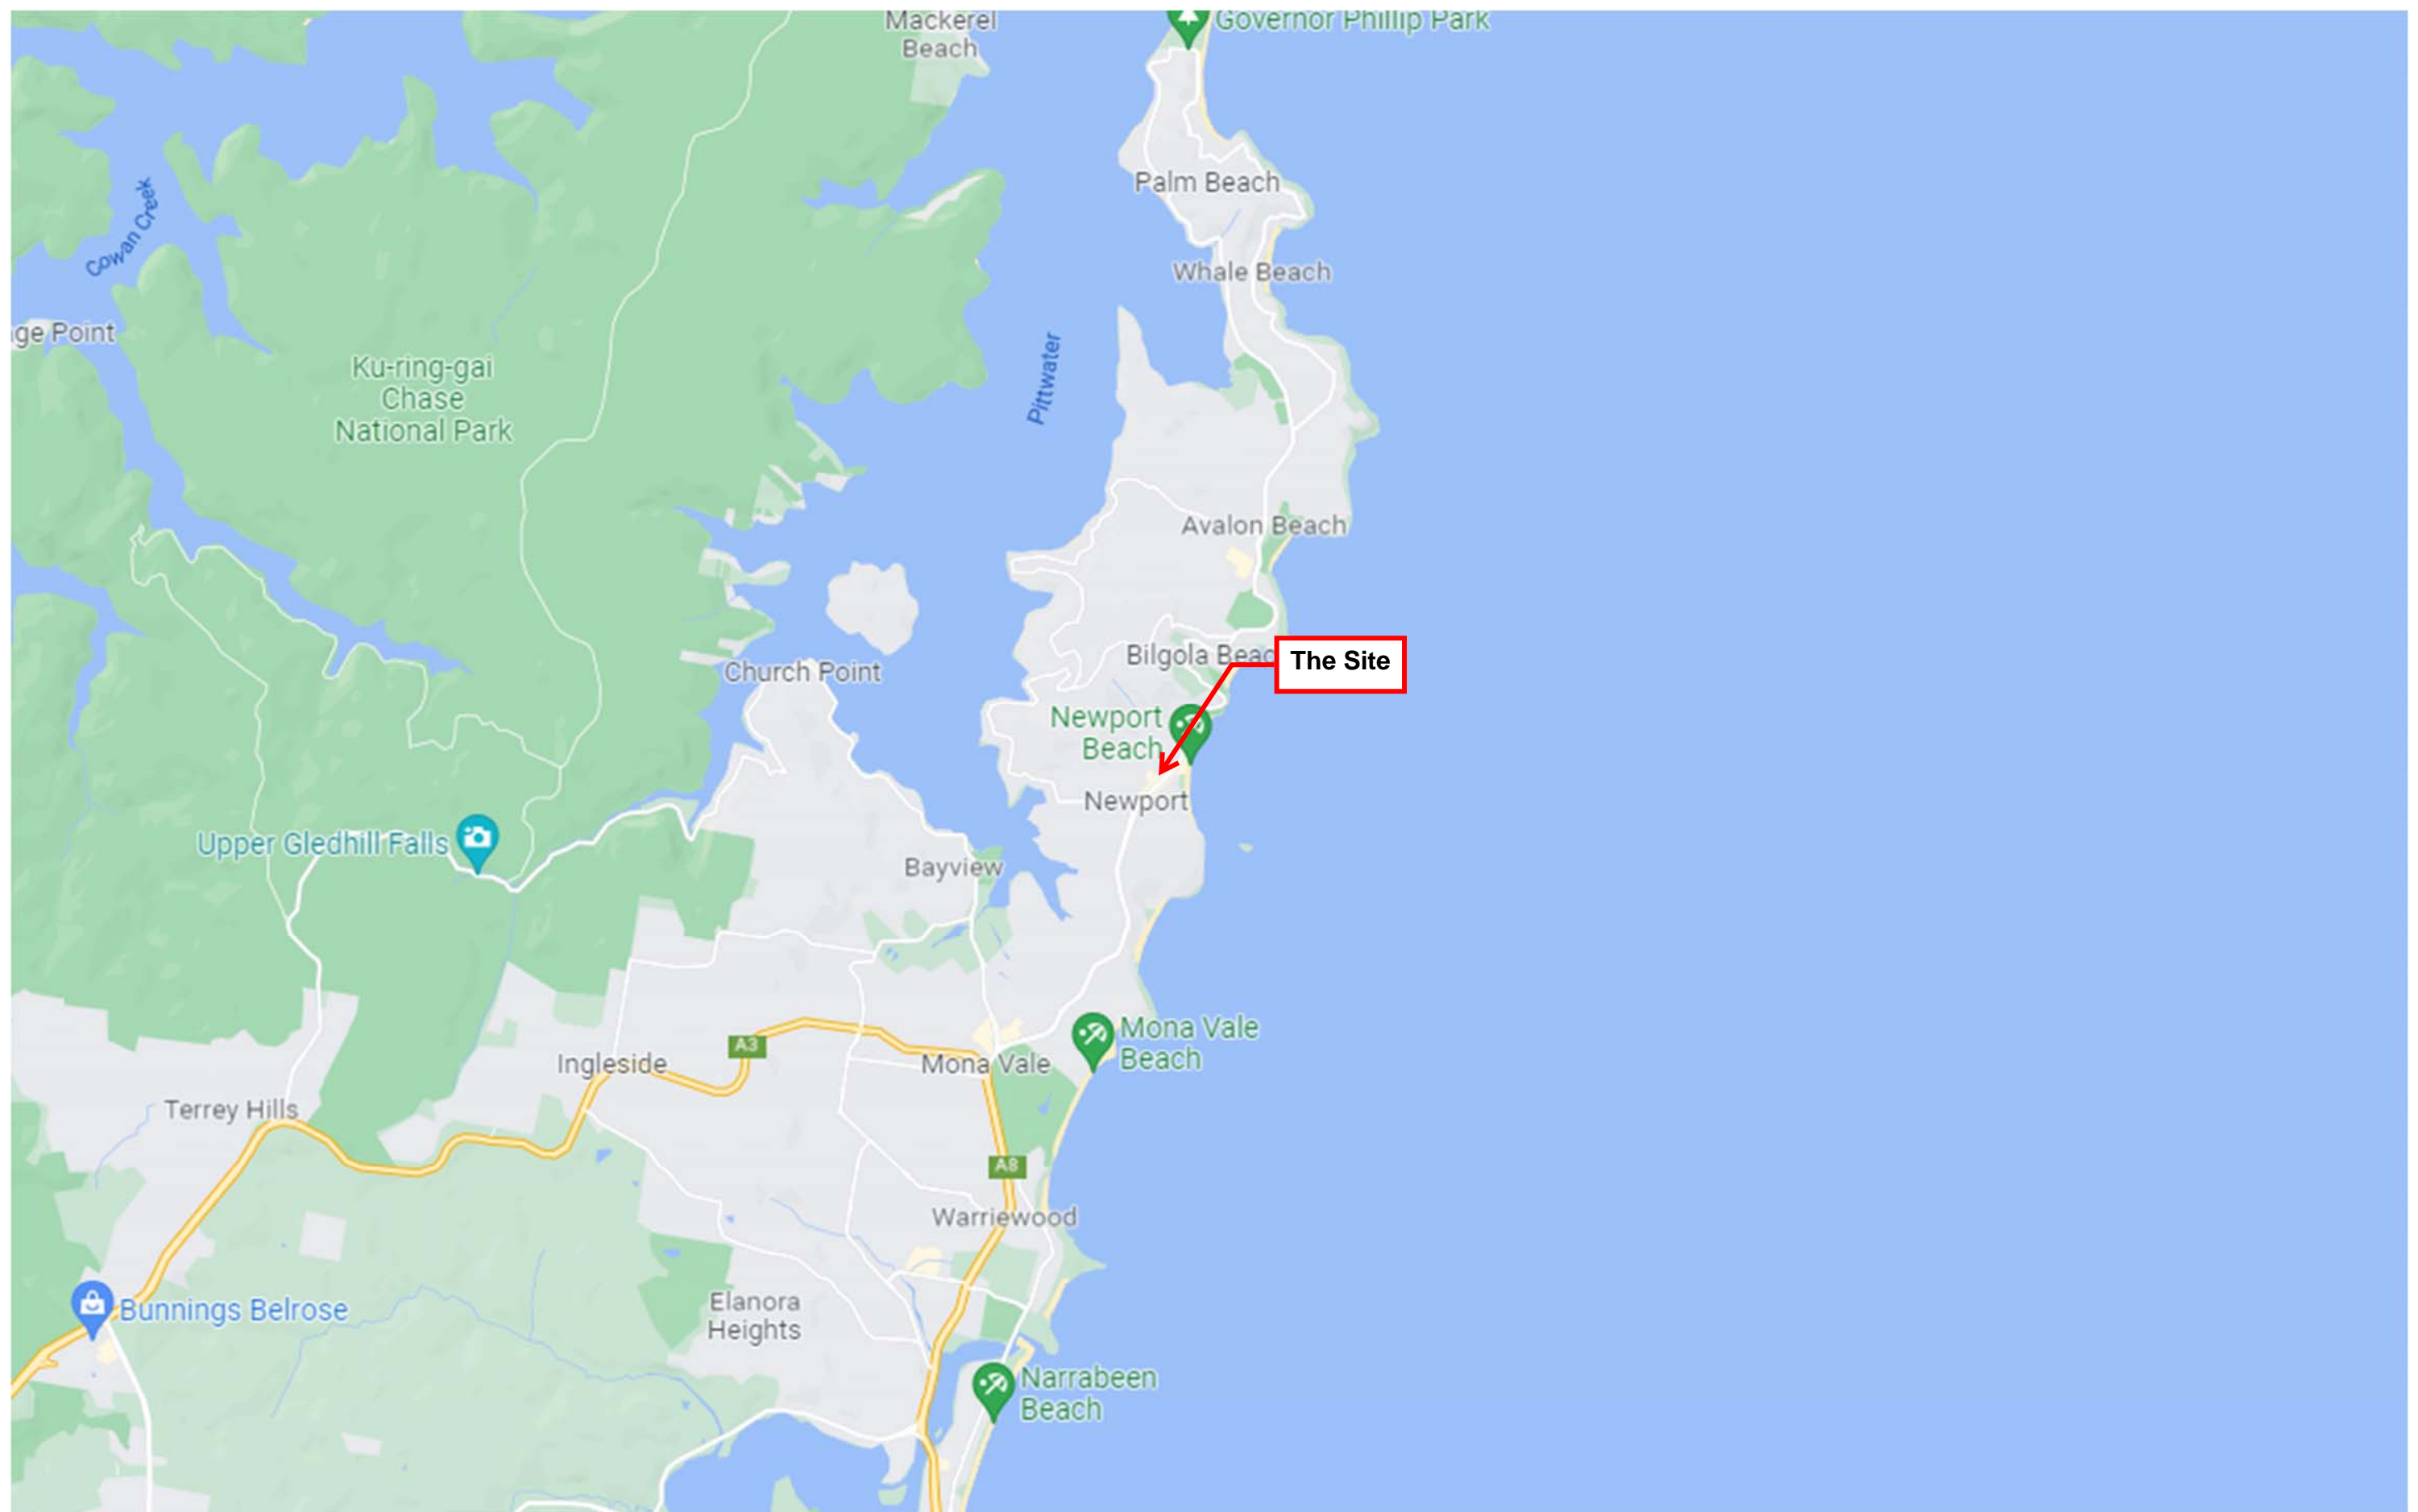 Mackerel
Beach
Governor Phillip Park
Palm Beach
Cowan Creek
Whale Beach
ge Point
Pittwater
Ku-ring-gai
Chase
National Park
Avalon Beach
Bilgola Beac
The Site
Church Point
Newport
Beach
Newport
Upper Gledhill Falls
Bayview
Mona Vale
Beach
A3
Ingleside
Mona Vale
Terrey Hills
A8
Warriewood
Bunnings Belrose
Elanora
Heights
Narrabeen
Beach